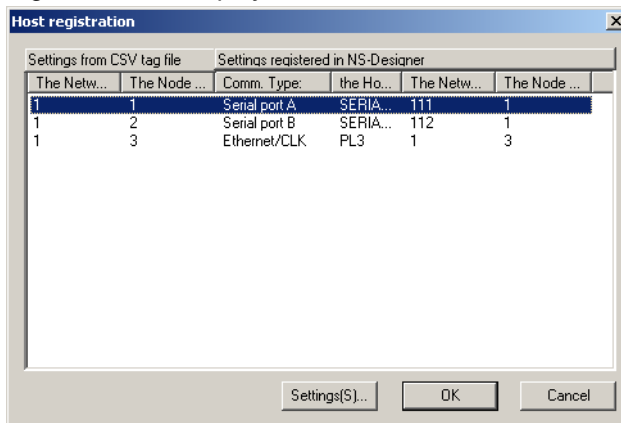 Host registration
Settings from CSV tag file Settings registered in NS-Designer
The Netw... The Node ... Comm. Type: the Ho... The Netw... The Node ...
1 1 Serial port A SERIA... 111 1
1 2 Serial port B SERIA... 112 1
1 3 Ethernet/CLK PL3 1 3
Settings(S)... OK Cancel